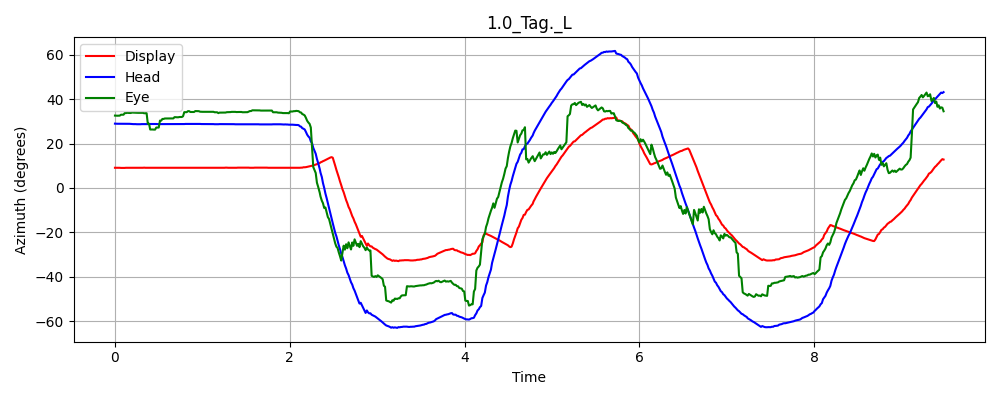 1.0_Tag._L
Display
Head
Eye
60
40
20
0
−20
−40
−60
Azimuth (degrees)
0 2 4 6 8
Time